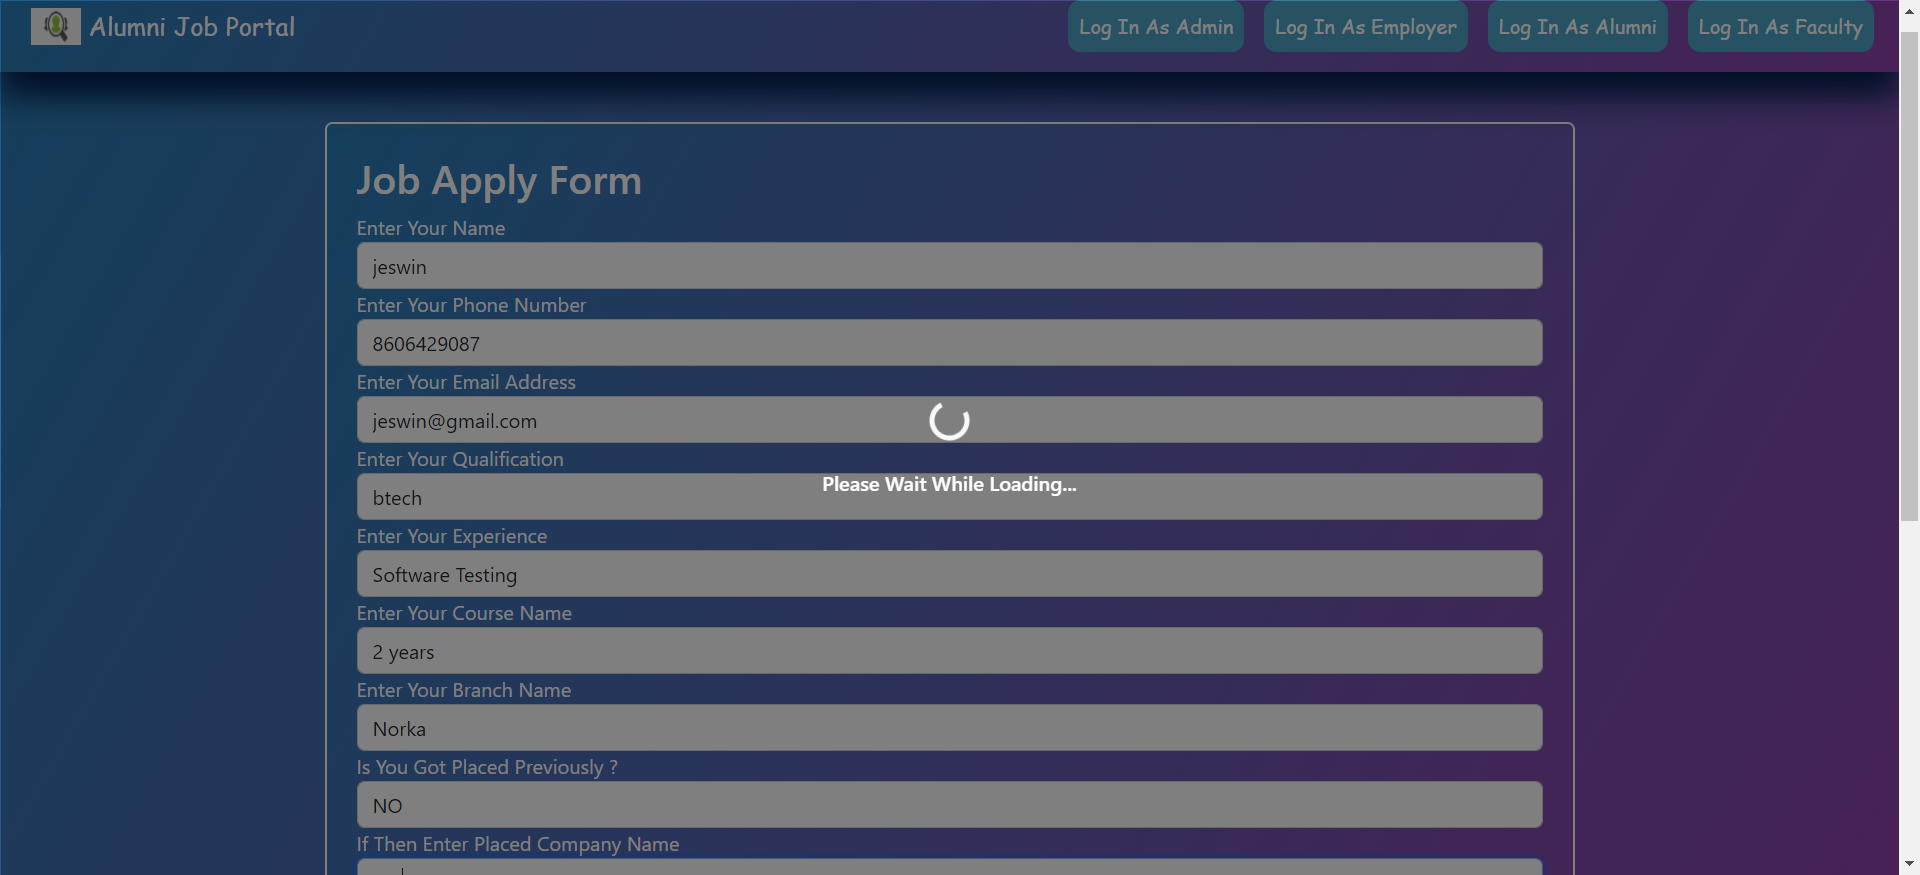 Alumni Job Portal
Log In As Admin
Log In As Employer
Log In As Alumni
Log In As Faculty
Job Apply Form
Enter Your Name
jeswin
Enter Your Phone Number
8606429087
Enter Your Email Address
jeswin@gmail.com
Enter Your Qualification
Please Wait While Loading...
btech
Enter Your Experience
Software Testing
Enter Your Course Name
2 years
Enter Your Branch Name
Norka
Is You Got Placed Previously ?
NO
If Then Enter Placed Company Name